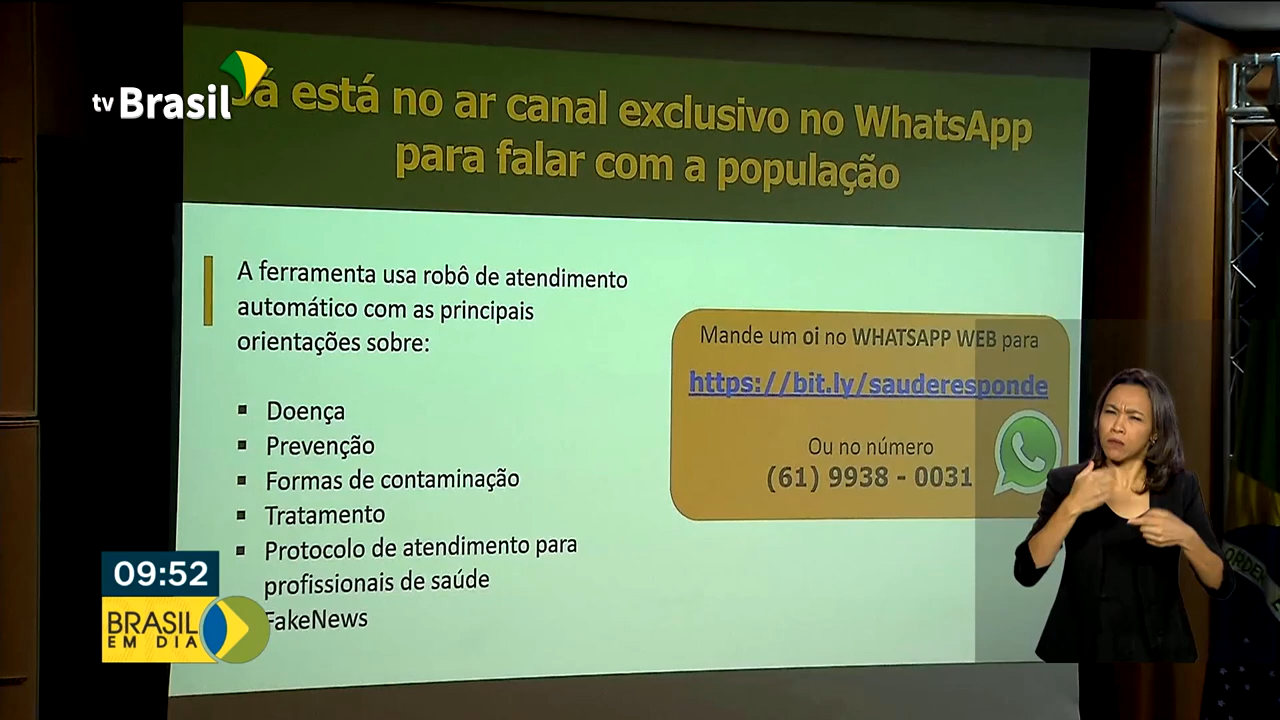 tv Brasil
Já está no ar canal exclusivo no WhatsApp
para falar com a população
A ferramenta usa robô de atendimento
automático com as principais
orientações sobre:
▪ Doença
▪ Prevenção
▪ Formas de contaminação
▪ Tratamento
▪ Protocolo de atendimento para
profissionais de saúde
FakeNews
Mande um oi no WHATSAPP WEB para
https://bit.ly/sauderesponde
Ou no número
(61) 9938 - 0031
09:52
BRASIL
EM DIA
ORDEM